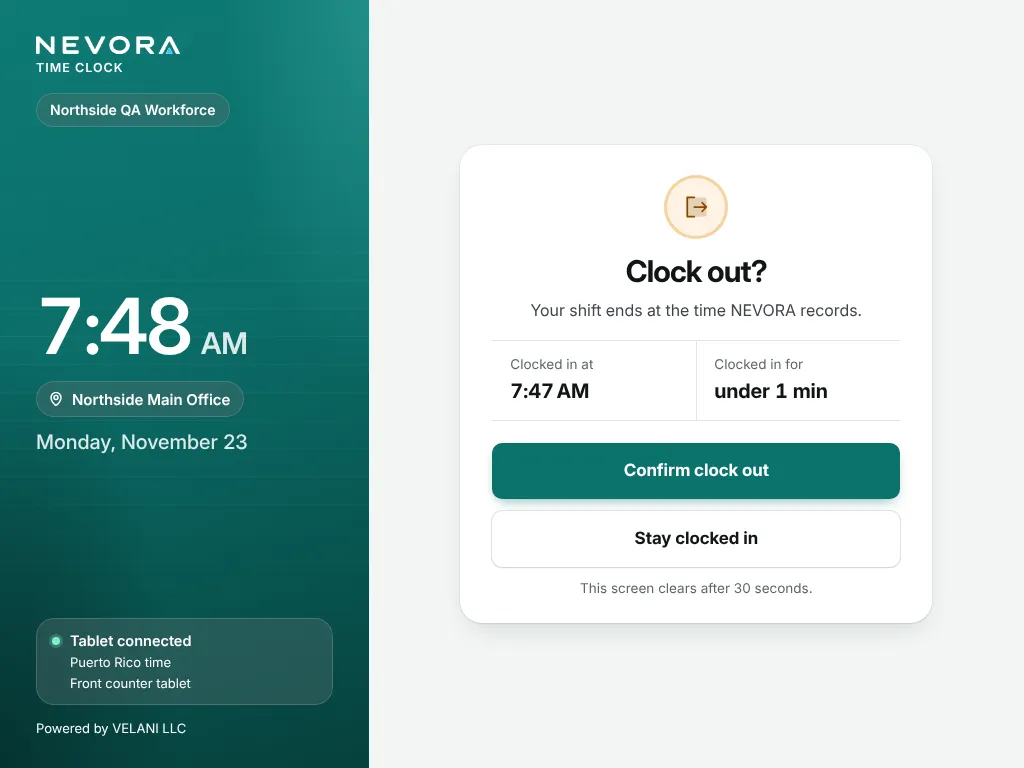 NEVORA
TIME CLOCK
Northside QA Workforce
7:48 AM
Northside Main Office
Monday, November 23
Tablet connected
Puerto Rico time
Front counter tablet
Powered by VELANI LLC
Clock out?
Your shift ends at the time NEVORA records.
Clocked in at
7:47 AM
Clocked in for
under 1 min
Confirm clock out
Stay clocked in
This screen clears after 30 seconds.